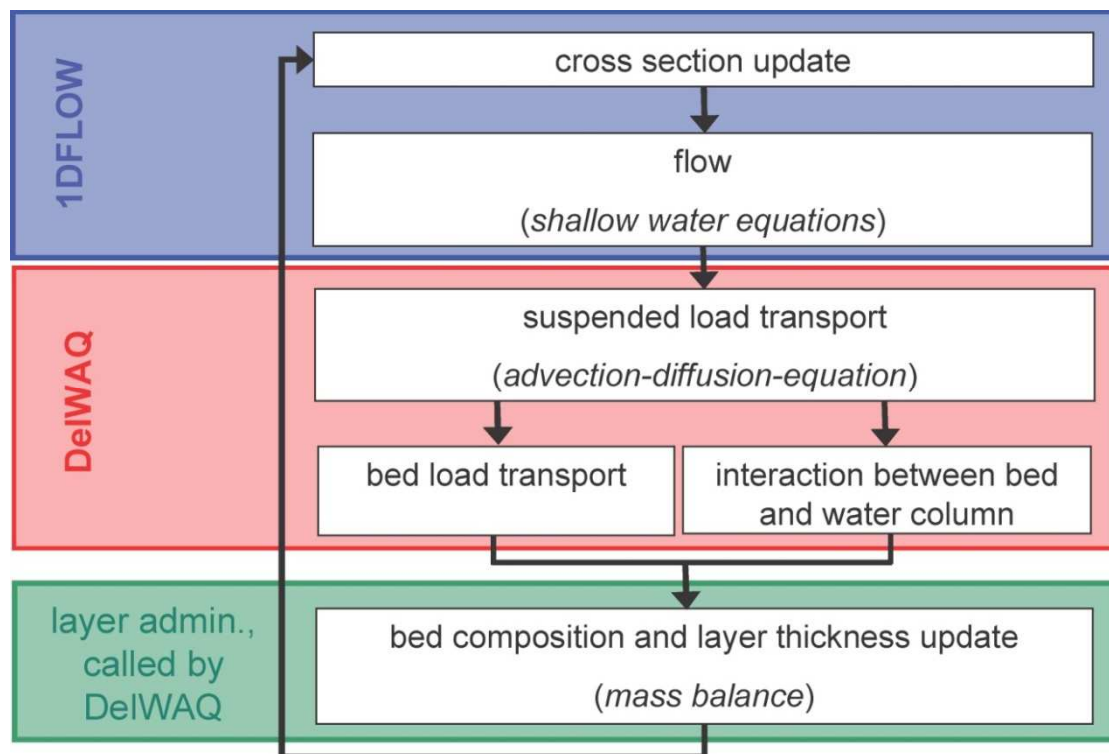 1DFLOW
cross section update
flow
(shallow water equations)
DelWAQ
suspended load transport
(advection-diffusion-equation)
bed load transport
interaction between bed
and water column
layer admin.,
called by
DelWAQ
bed composition and layer thickness update
(mass balance)